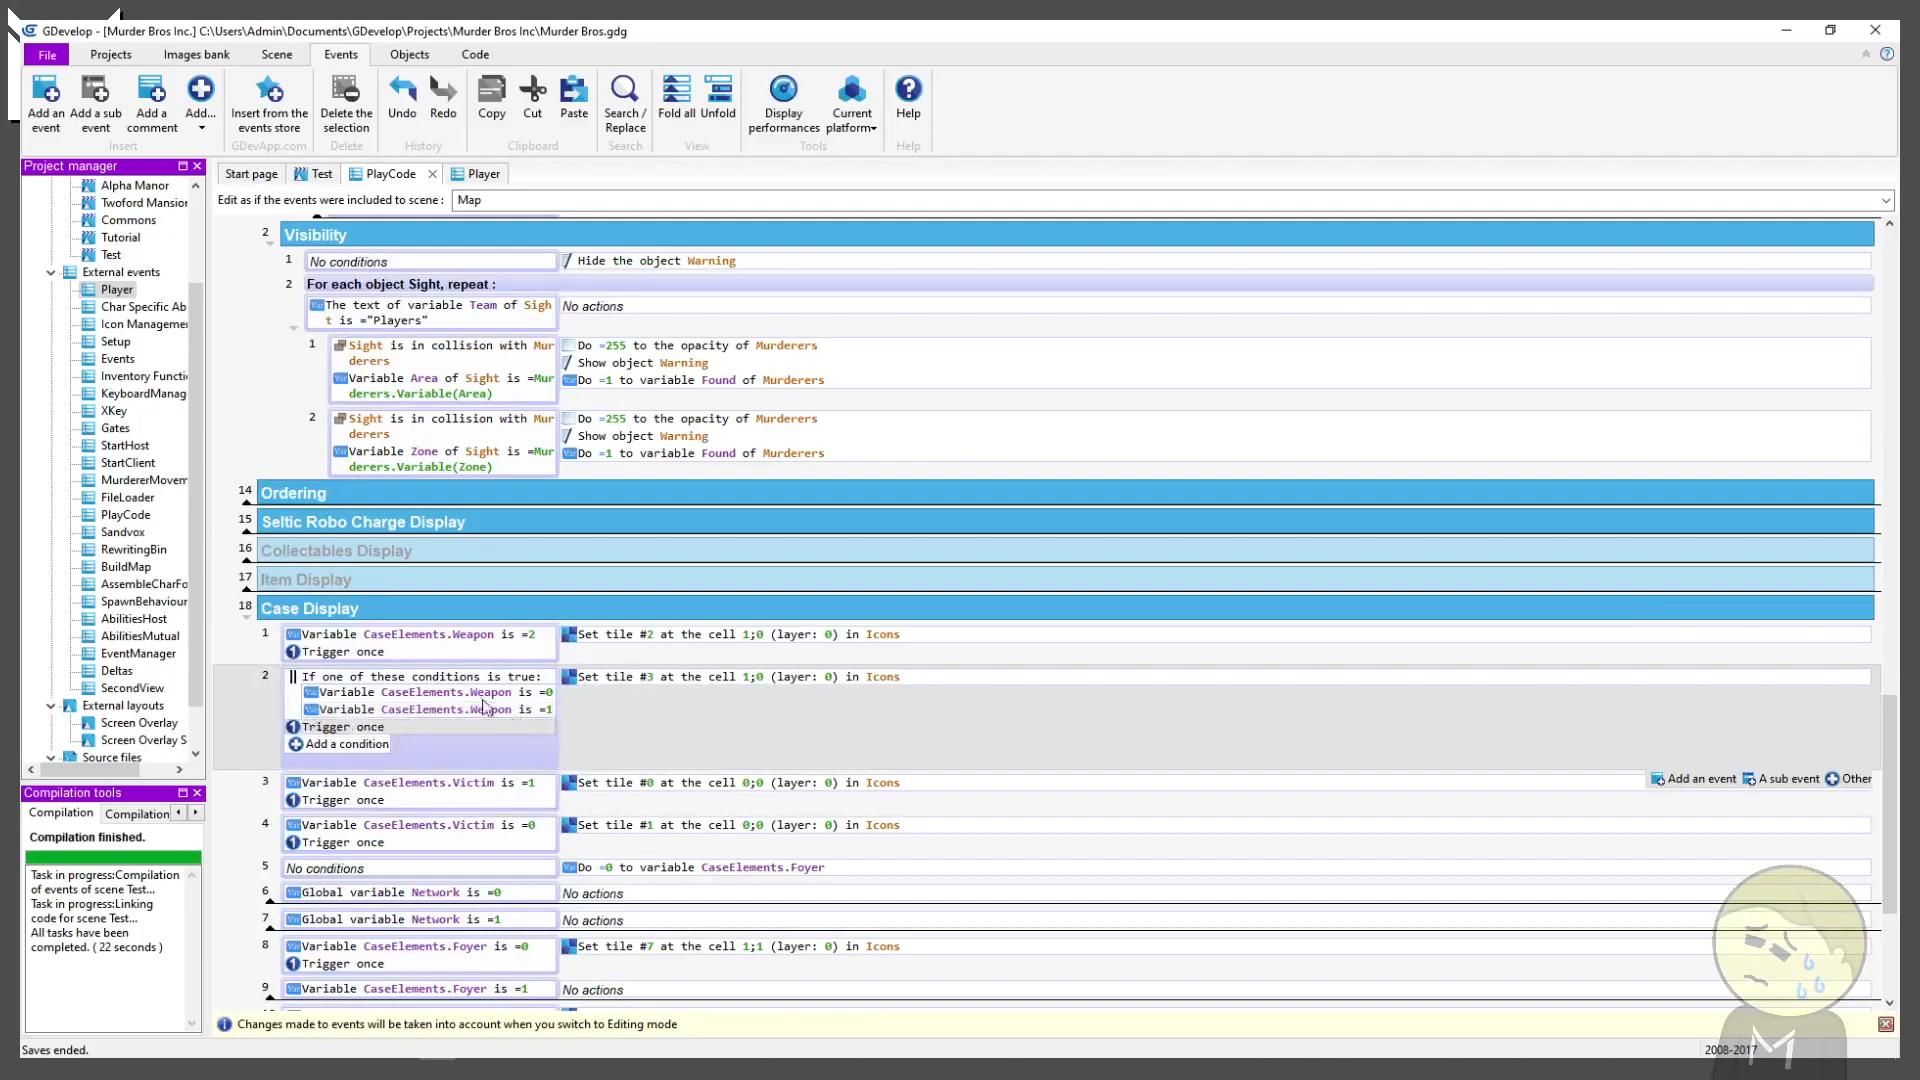 GDevelop - [Murder Bros Inc.] C:\Users\Admin\Documents\GDevelop\Projects\Murder Bros Inc\Murder Bros.gdg
File Projects Images bank Scene Events Objects Code
Add an event
Add a sub event
Add a comment
Add...
Insert
Insert from the events store
GDevApp.com
Delete the selection
Delete
Undo Redo
History
Copy Cut Paste
Clipboard
Search / Replace
Search
Fold all Unfold
View
Display performances
Current platform
Tools
Help
Help
Project manager
Alpha Manor
Twoford Mansior
Commons
Tutorial
Test
External events
Player
Char Specific Ab
Icon Manageme
Setup
Events
Inventory Functi
KeyboardManag
XKey
Gates
StartHost
StartClient
MurdererMovem
FileLoader
PlayCode
Sandvox
RewritingBin
BuildMap
AssembleCharFo
SpawnBehaviour
AbilitiesHost
AbilitiesMutual
EventManager
Deltas
SecondView
External layouts
Screen Overlay
Screen Overlay S
Source files
Compilation tools
Compilation Compilation
Compilation finished.
Task in progress:Compilation
of events of scene Test...
Task in progress:Linking
code for scene Test...
All tasks have been
completed. ( 22 seconds )
Saves ended.
Start page Test PlayCode Player
Edit as if the events were included to scene : Map
2 Visibility
1 No conditions Hide the object Warning
2 For each object Sight, repeat :
The text of variable Team of Sigh No actions
t is ="Players"
1 Sight is in collision with Mur Do =255 to the opacity of Murderers
derers Show object Warning
Variable Area of Sight is =Mur Do =1 to variable Found of Murderers
derers.Variable(Area)
2 Sight is in collision with Mur Do =255 to the opacity of Murderers
derers Show object Warning
Variable Zone of Sight is =Mur Do =1 to variable Found of Murderers
derers.Variable(Zone)
14 Ordering
15 Seltic Robo Charge Display
16 Collectables Display
17 Item Display
18 Case Display
1 Variable CaseElements.Weapon is =2 Set tile #2 at the cell 1;0 (layer: 0) in Icons
Trigger once
2 If one of these conditions is true: Set tile #3 at the cell 1;0 (layer: 0) in Icons
Variable CaseElements.Weapon is =0
Variable CaseElements.Weapon is =1
Trigger once
Add a condition
Add an event A sub event Other
3 Variable CaseElements.Victim is =1 Set tile #0 at the cell 0;0 (layer: 0) in Icons
Trigger once
4 Variable CaseElements.Victim is =0 Set tile #1 at the cell 0;0 (layer: 0) in Icons
Trigger once
5 No conditions Do =0 to variable CaseElements.Foyer
6 Global variable Network is =0 No actions
7 Global variable Network is =1 No actions
8 Variable CaseElements.Foyer is =0 Set tile #7 at the cell 1;1 (layer: 0) in Icons
Trigger once
9 Variable CaseElements.Foyer is =1 No actions
Changes made to events will be taken into account when you switch to Editing mode
2008-2017